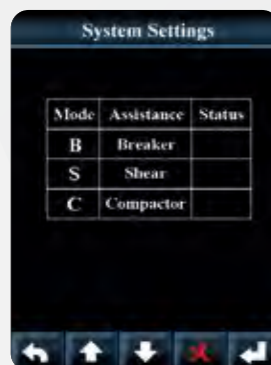 System Settings
Mode Assistance Status
B Breaker
S Shear
C Compactor